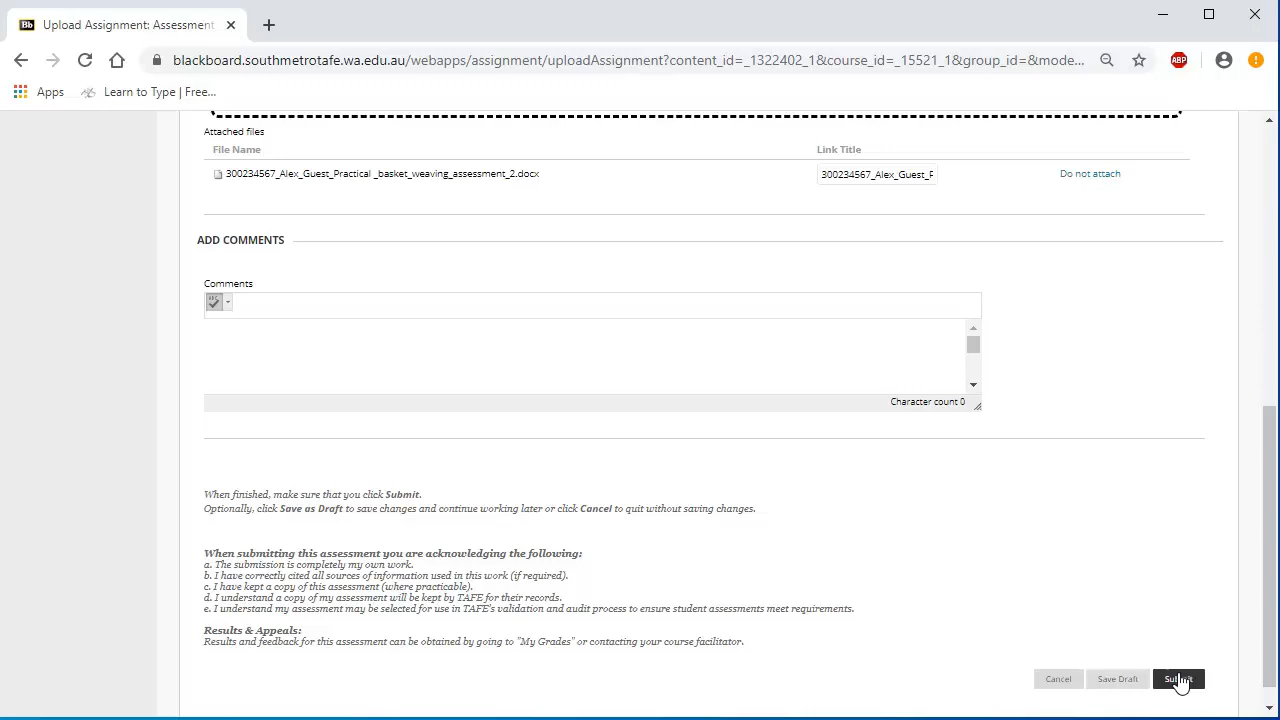 Bb Upload Assignment: Assessment
blackboard.southmetrotafe.wa.edu.au/webapps/assignment/uploadAssignment?content_id=_1322402_1&course_id=_15521_1&group_id=&mode...
ABP
Apps Learn to Type | Free...
Attached files
File Name Link Title
300234567_Alex_Guest_Practical _basket_weaving_assessment_2.docx 300234567_Alex_Guest_P Do not attach
ADD COMMENTS
Comments
Character count 0
When finished, make sure that you click Submit.
Optionally, click Save as Draft to save changes and continue working later or click Cancel to quit without saving changes.
When submitting this assessment you are acknowledging the following:
a. The submission is completely my own work.
b. I have correctly cited all sources of information used in this work (if required).
c. I have kept a copy of this assessment (where practicable).
d. I understand a copy of my assessment will be kept by TAFE for their records.
e. I understand my assessment may be selected for use in TAFE's validation and audit process to ensure student assessments meet requirements.
Results & Appeals:
Results and feedback for this assessment can be obtained by going to "My Grades" or contacting your course facilitator.
Cancel Save Draft Submit